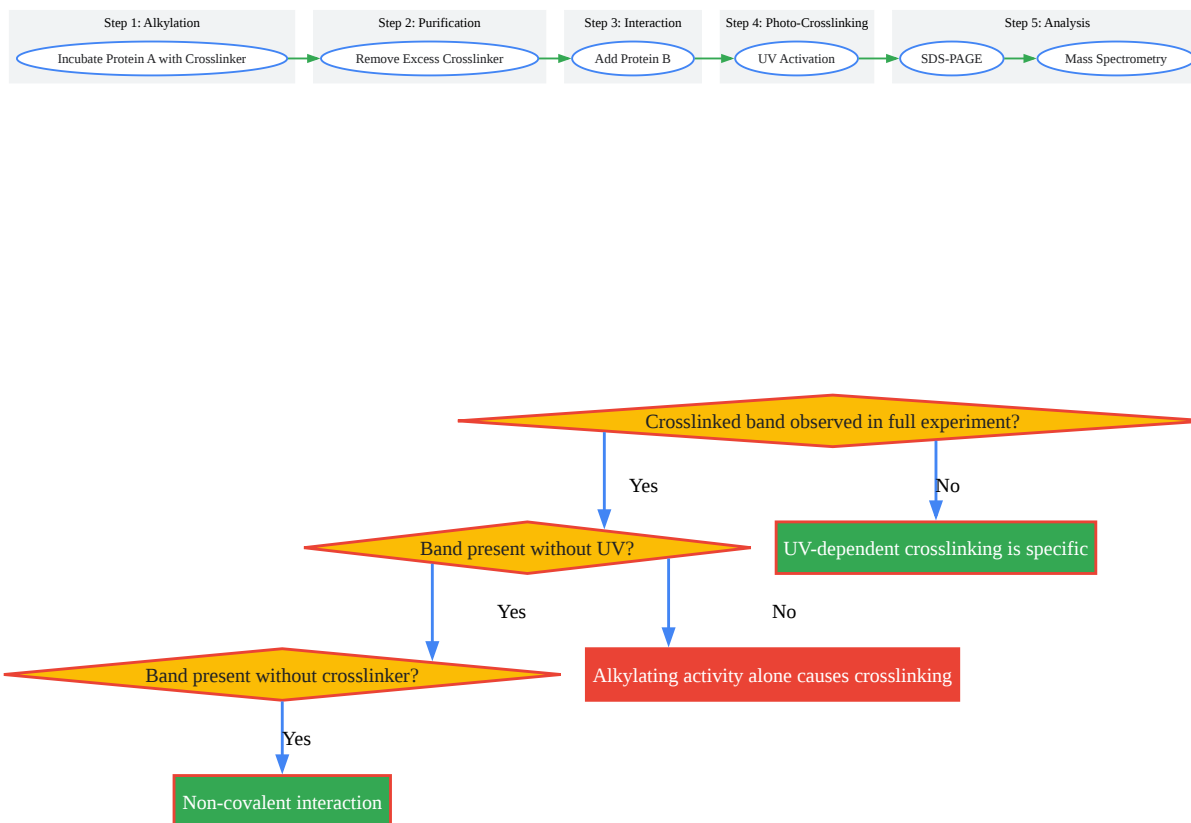 Step 1: Alkylation
Step 2: Purification
Step 3: Interaction
Step 4: Photo-Crosslinking
Step 5: Analysis
Incubate Protein A with Crosslinker
Remove Excess Crosslinker
Add Protein B
UV Activation
SDS-PAGE
Mass Spectrometry
Crosslinked band observed in full experiment?
Yes
No
Band present without UV?
UV-dependent crosslinking is specific
Yes
No
Band present without crosslinker?
Alkylating activity alone causes crosslinking
Yes
Non-covalent interaction